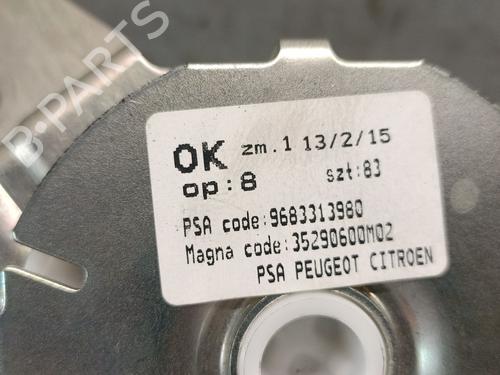 OK zm.1 13/2/15
op:8 szt:83
PSA code:9683313980
Magna code:35290600M02
PSA PEUGEOT CITROEN
B-PARTS